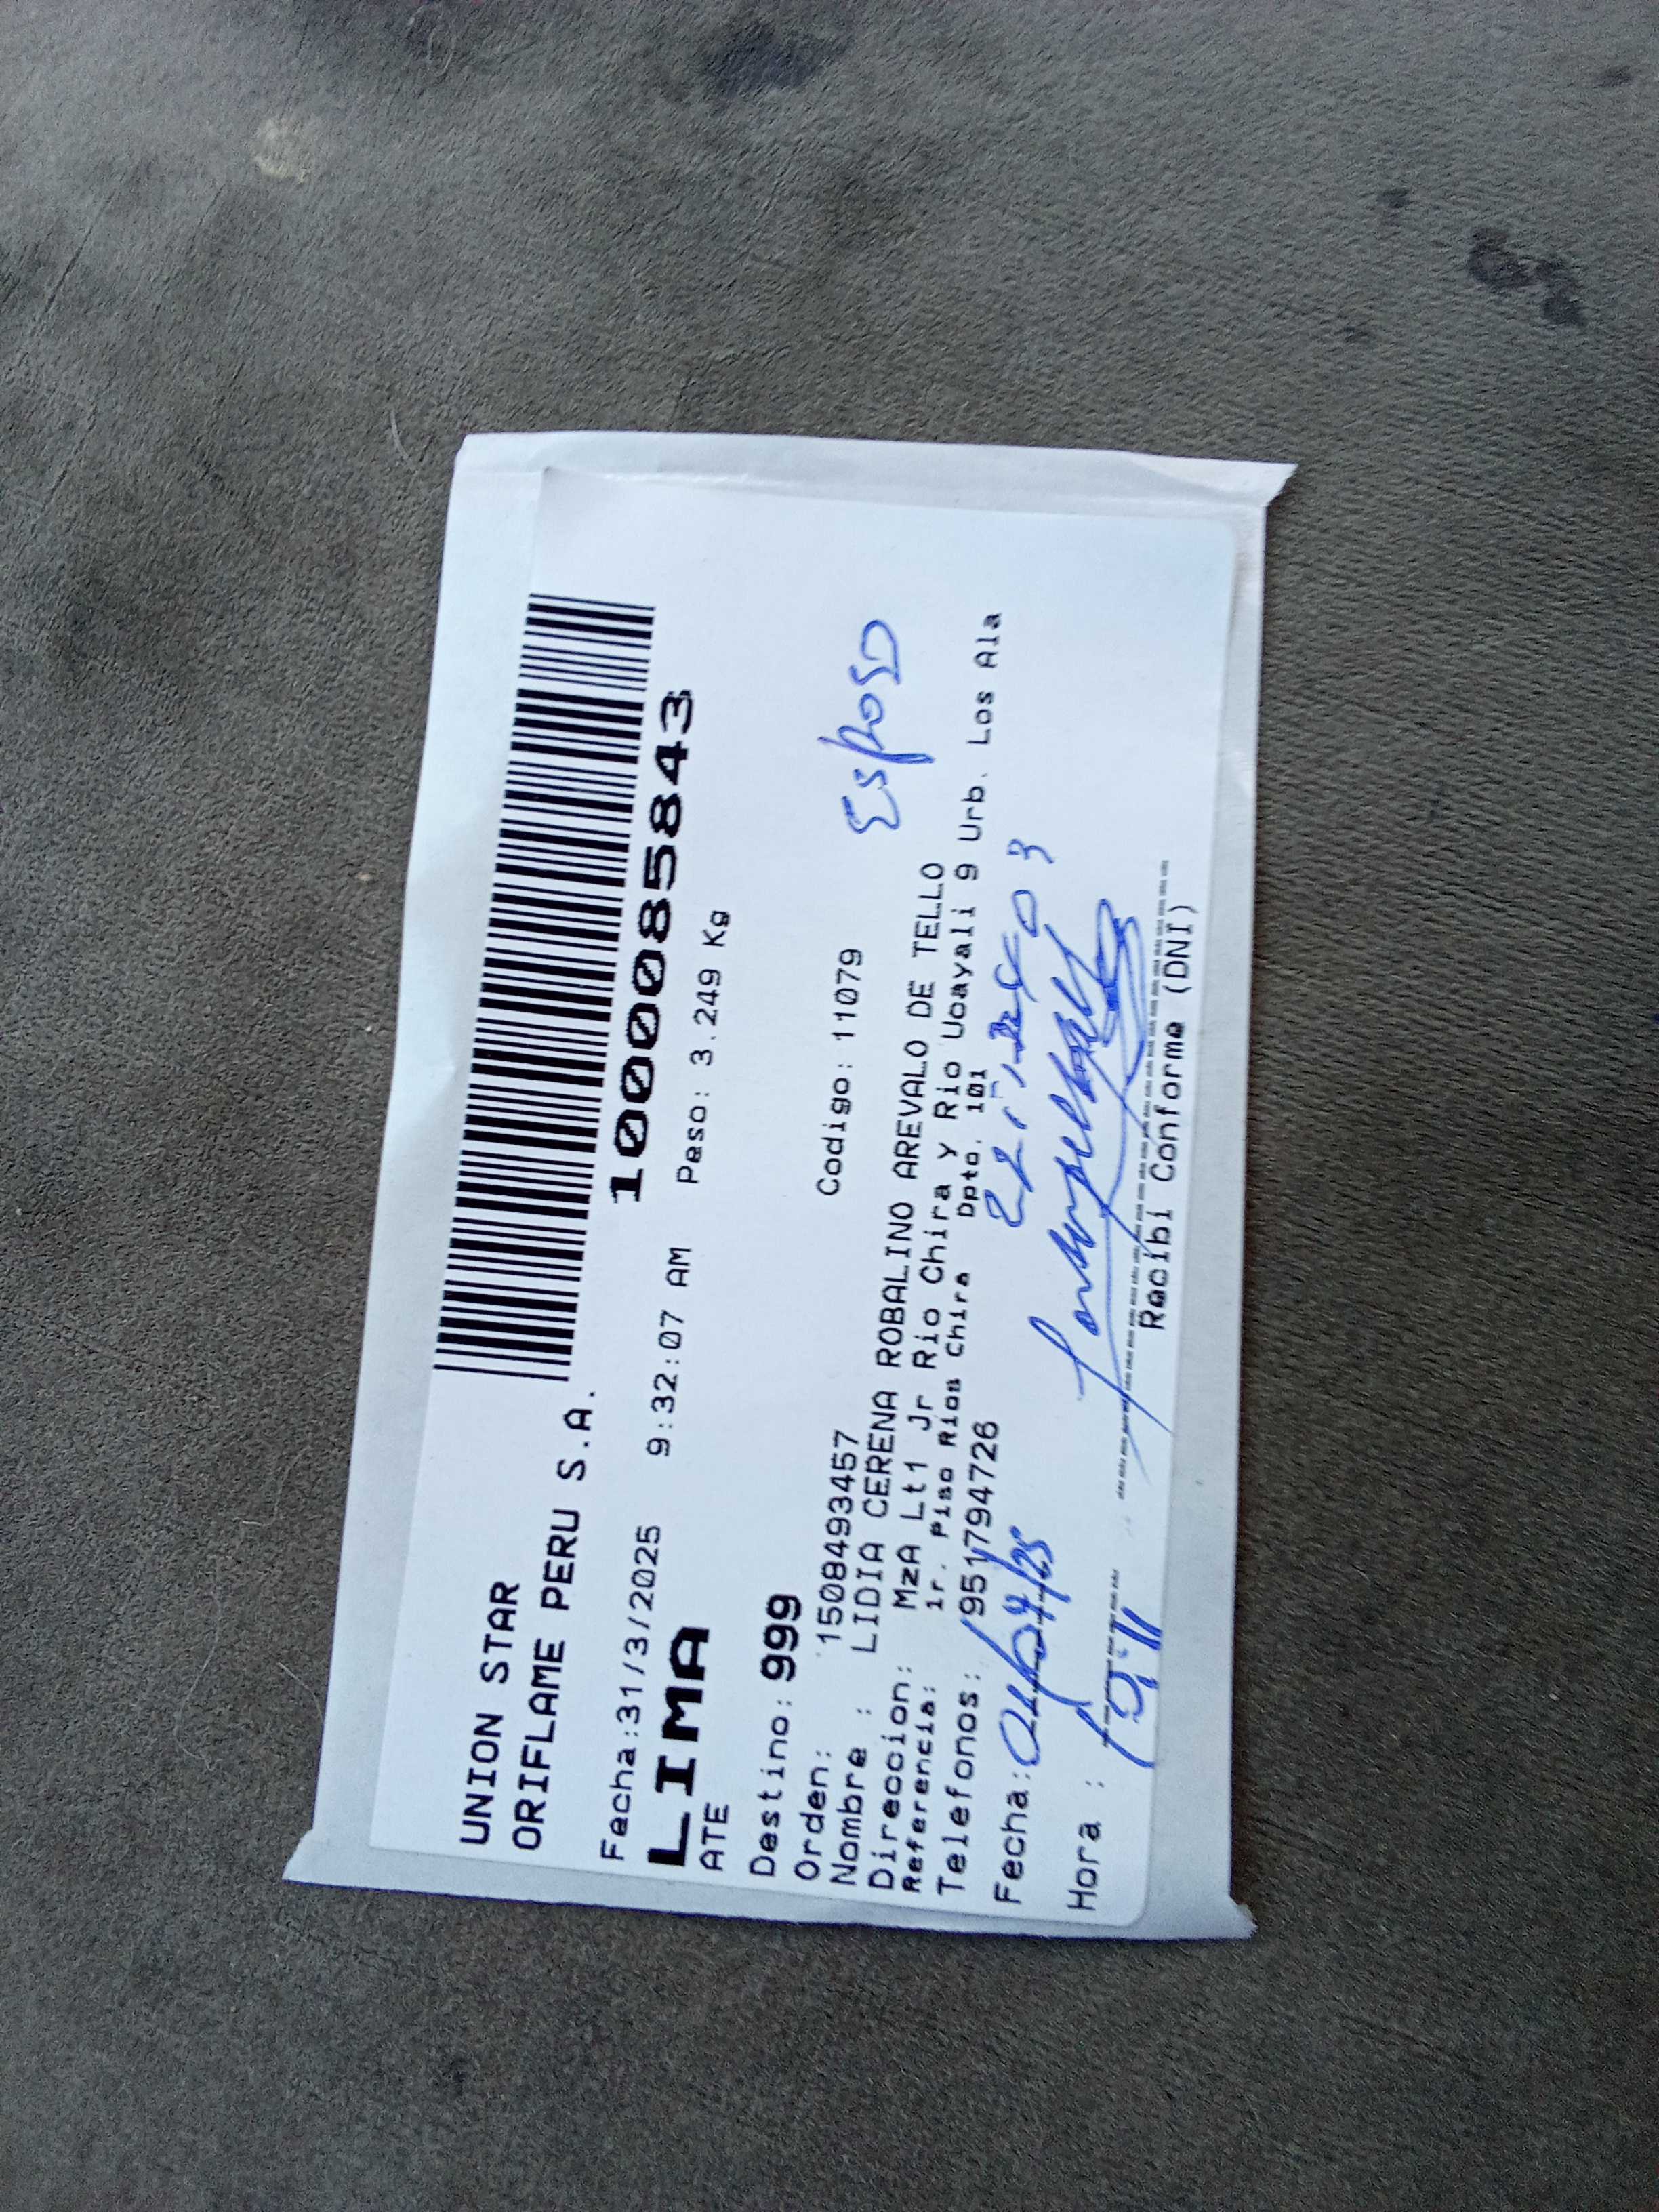 UNION STAR
ORIFLAME PERU S.A.
1000085843
Fecha:31/3/2025 9:32:07 AM Peso: 3.249 Kg
LIMA
ATE
Destino: 999
Orden: 1508493457 Codigo: 11079
Esposo
Nombre : LIDIA CERENA ROBALINO AREVALO DE TELLO
Direccion: MzA Lt1 Jr Rio Chira y Rio Ucayali 9 Urb. Los Ala
Referencia: 1r. Piso Rios Chira Dpto. 101
Telefonos: 951794726
Fecha: 01/04/25
Hora :
Recibi Conforme (DNI)